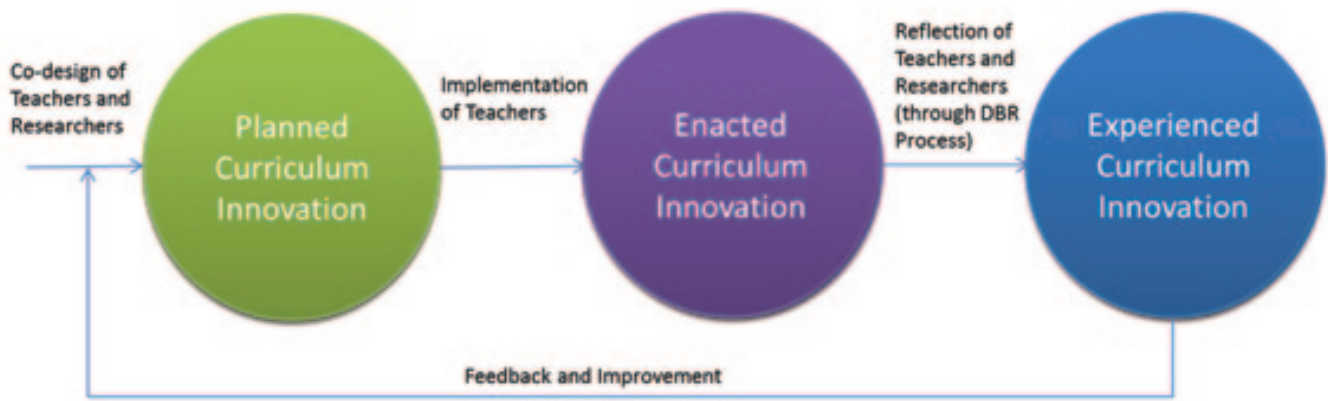 Co-design of
Teachers and
Researchers
Planned
Curriculum
Innovation
Implementation
of Teachers
Enacted
Curriculum
Innovation
Reflection of
Teachers and
Researchers
(through DBR
Process)
Experienced
Curriculum
Innovation
Feedback and Improvement